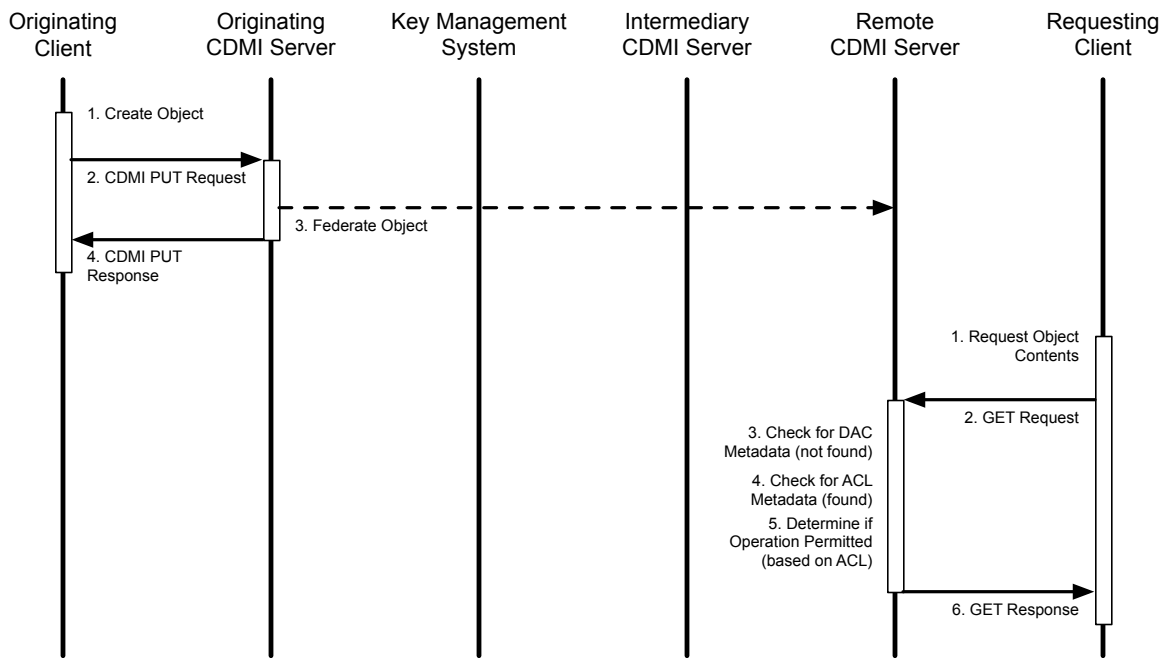 Originating
Client
Originating
CDMI Server
Key Management
System
Intermediary
CDMI Server
Remote
CDMI Server
Requesting
Client
1. Create Object
2. CDMI PUT Request
3. Federate Object
4. CDMI PUT
Response
1. Request Object
Contents
2. GET Request
3. Check for DAC
Metadata (not found)
4. Check for ACL
Metadata (found)
5. Determine if
Operation Permitted
(based on ACL)
6. GET Response